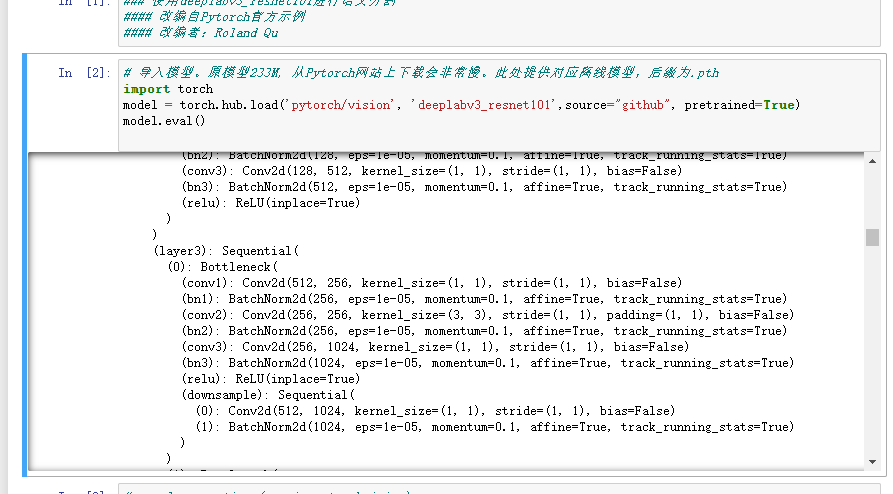 In [1]: ### 使用deeplabv3_resnet101进行语义分割
#### 改编自Pytorch官方示例
#### 改编者：Roland Qu
In [2]: # 导入模型。原模型233M, 从Pytorch网站上下载会非常慢。此处提供对应离线模型，后缀为.pth
import torch
model = torch.hub.load('pytorch/vision', 'deeplabv3_resnet101',source="github", pretrained=True)
model.eval()
(bn2): BatchNorm2d(128, eps=1e-05, momentum=0.1, affine=True, track_running_stats=True)
(conv3): Conv2d(128, 512, kernel_size=(1, 1), stride=(1, 1), bias=False)
(bn3): BatchNorm2d(512, eps=1e-05, momentum=0.1, affine=True, track_running_stats=True)
(relu): ReLU(inplace=True)
)
)
(layer3): Sequential(
(0): Bottleneck(
(conv1): Conv2d(512, 256, kernel_size=(1, 1), stride=(1, 1), bias=False)
(bn1): BatchNorm2d(256, eps=1e-05, momentum=0.1, affine=True, track_running_stats=True)
(conv2): Conv2d(256, 256, kernel_size=(3, 3), stride=(1, 1), padding=(1, 1), bias=False)
(bn2): BatchNorm2d(256, eps=1e-05, momentum=0.1, affine=True, track_running_stats=True)
(conv3): Conv2d(256, 1024, kernel_size=(1, 1), stride=(1, 1), bias=False)
(bn3): BatchNorm2d(1024, eps=1e-05, momentum=0.1, affine=True, track_running_stats=True)
(relu): ReLU(inplace=True)
(downsample): Sequential(
(0): Conv2d(512, 1024, kernel_size=(1, 1), stride=(1, 1), bias=False)
(1): BatchNorm2d(1024, eps=1e-05, momentum=0.1, affine=True, track_running_stats=True)
)
)